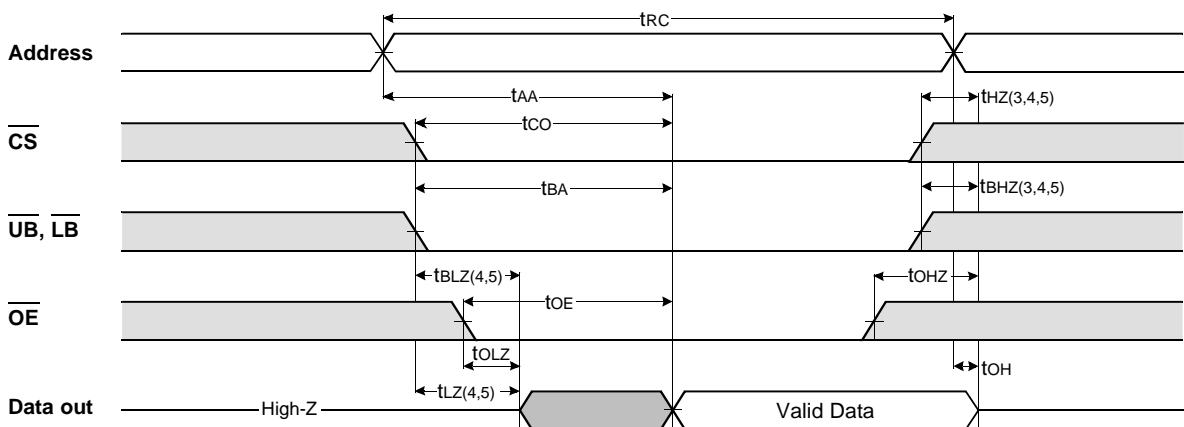 tRC
Address
tAA
tHZ(3,4,5)
CS
tCO
tBA
tBHZ(3,4,5)
UB, LB
tBLZ(4,5)
tOHZ
tOE
OE
tOLZ
tOH
tLZ(4,5)
Data out
High-Z
Valid Data